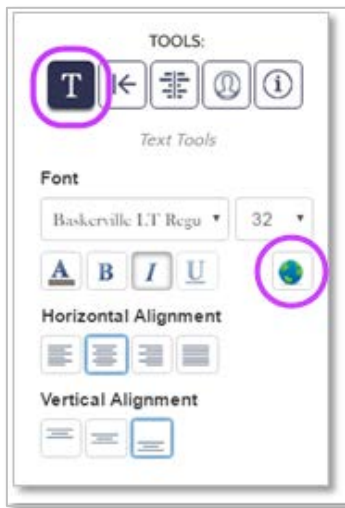 TOOLS:
T
Text Tools
Font
Baskerville LT Regu 32
A B I U
Horizontal Alignment
Vertical Alignment